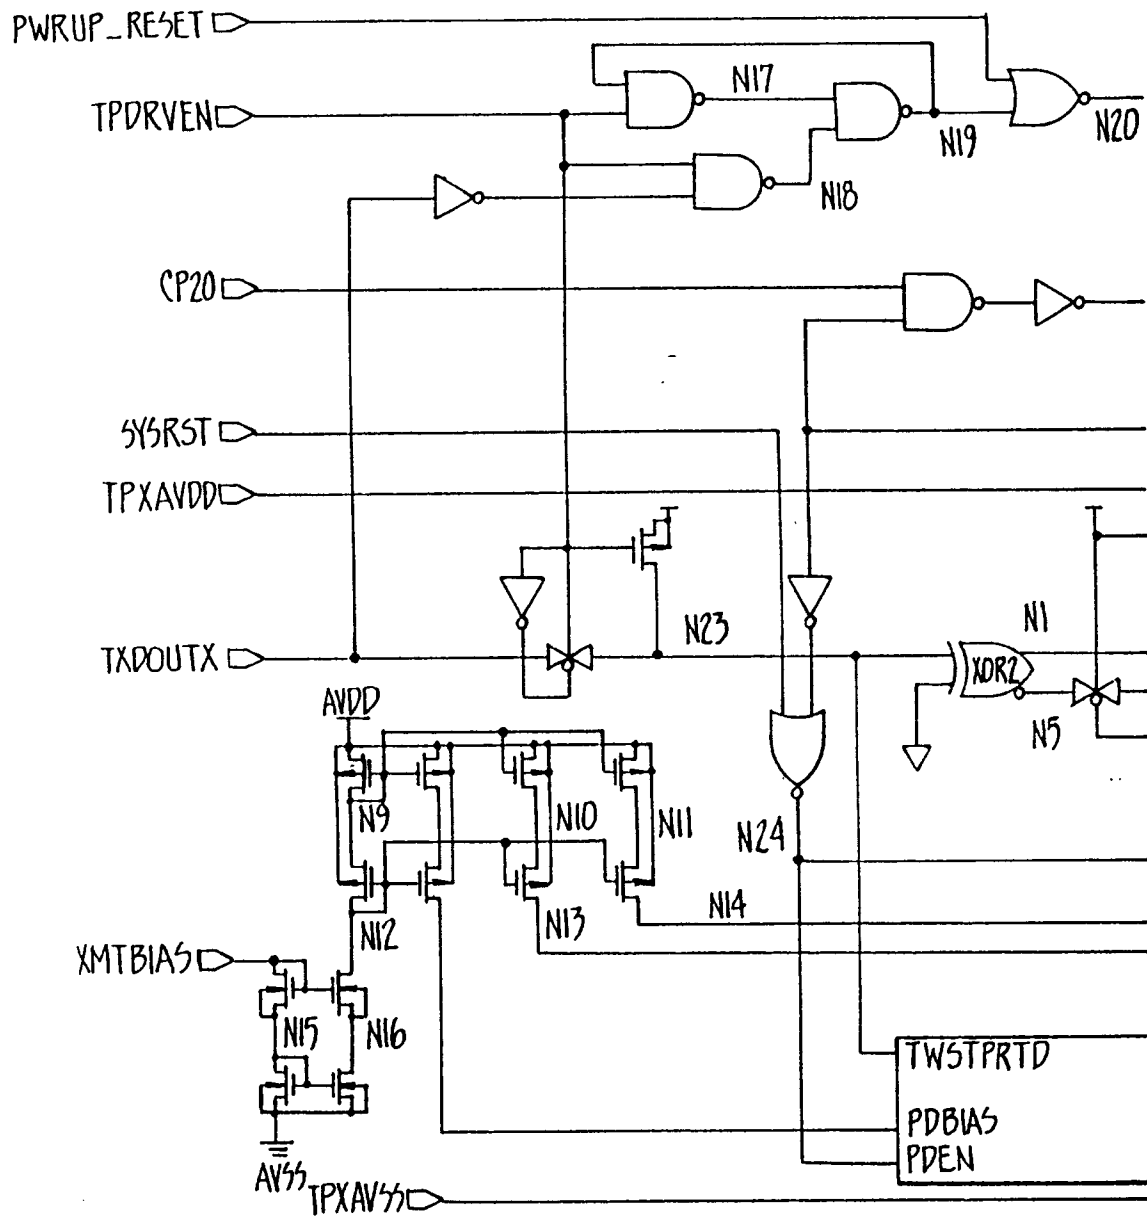 PWRUP_RESET
N17
TPDRVEN
N19
N20
N18
CP20
SYSRST
TPXAVDD
N23
N1
TXDOUTX
XOR2
AVDD
N5
N9
N10
N11
N24
N14
N12
N13
XMTBIAS
N15
N16
TWSTPRTD
PDBIAS
PDEN
AVSS
TPXAVSS